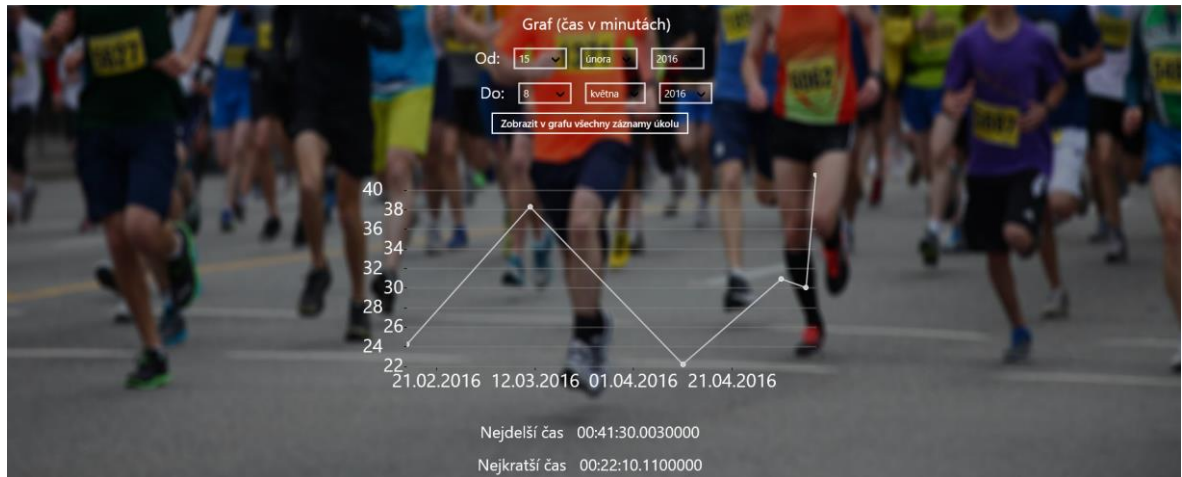 Graf (čas v minutách)
Od: 15 února 2016
Do: 8 května 2016
Zobrazit v grafu všechny záznamy úkolu
40
38
36
34
32
30
28
26
24
22
21.02.2016 12.03.2016 01.04.2016 21.04.2016
Nejdelší čas 00:41:30.0030000
Nejkratší čas 00:22:10.1100000